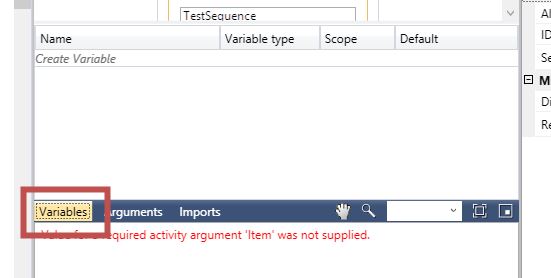 TestSequence
Name Variable type Scope Default
Create Variable
Variables Arguments Imports
Value for a required activity argument 'Item' was not supplied.
Al
ID
Se
M
Di
Re